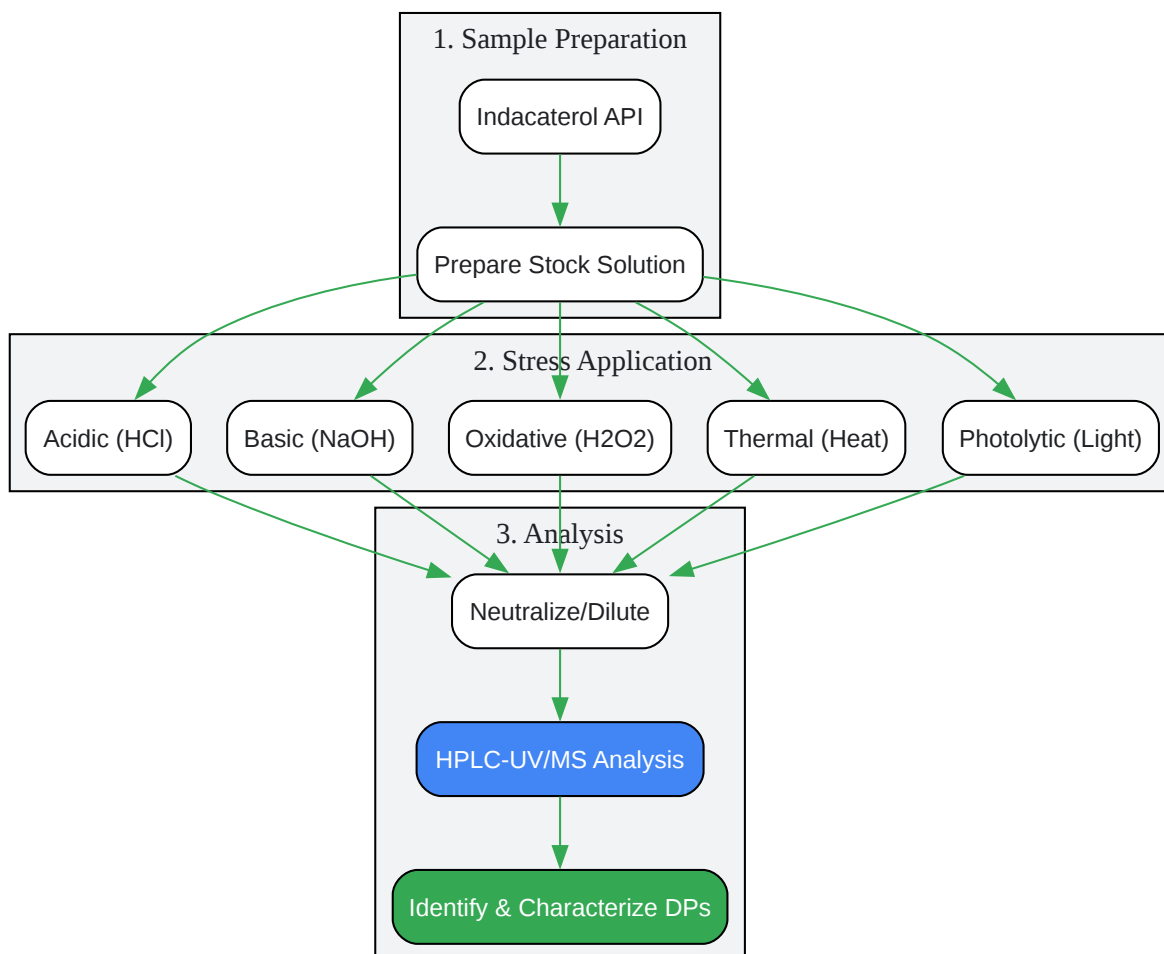 1. Sample Preparation
Indacaterol API
Prepare Stock Solution
2. Stress Application
Acidic (HCl)
Basic (NaOH)
Oxidative (H2O2)
Thermal (Heat)
Photolytic (Light)
3. Analysis
Neutralize/Dilute
HPLC-UV/MS Analysis
Identify & Characterize DPs